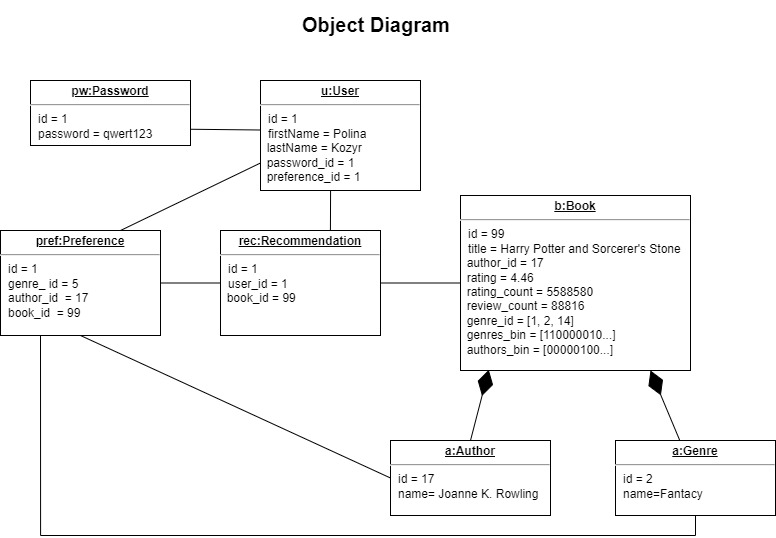 Object Diagram
pw:Password
id = 1
password = qwert123
u:User
id = 1
firstName = Polina
lastName = Kozyr
password_id = 1
preference_id = 1
pref:Preference
id = 1
genre_ id = 5
author_id  = 17
book_id  = 99
rec:Recommendation
id = 1
user_id = 1
book_id = 99
b:Book
id = 99
title = Harry Potter and Sorcerer's Stone
author_id = 17
rating = 4.46
rating_count = 5588580
review_count = 88816
genre_id = [1, 2, 14]
genres_bin = [110000010...]
authors_bin = [00000100...]
a:Author
id = 17
name= Joanne K. Rowling
a:Genre
id = 2
name=Fantacy